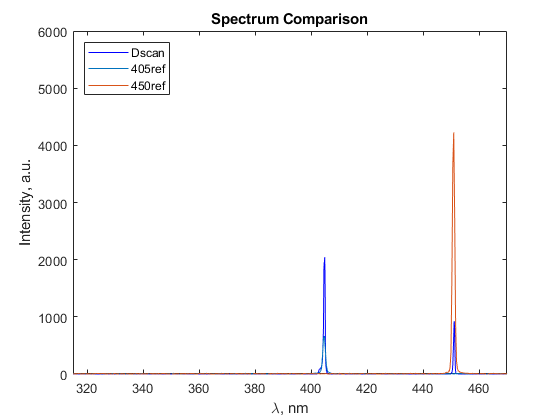 Spectrum Comparison
6000
5000
4000
3000
2000
1000
0
Intensity, a.u.
Dscan
405ref
450ref
320 340 360 380 400 420 440 460
λ, nm